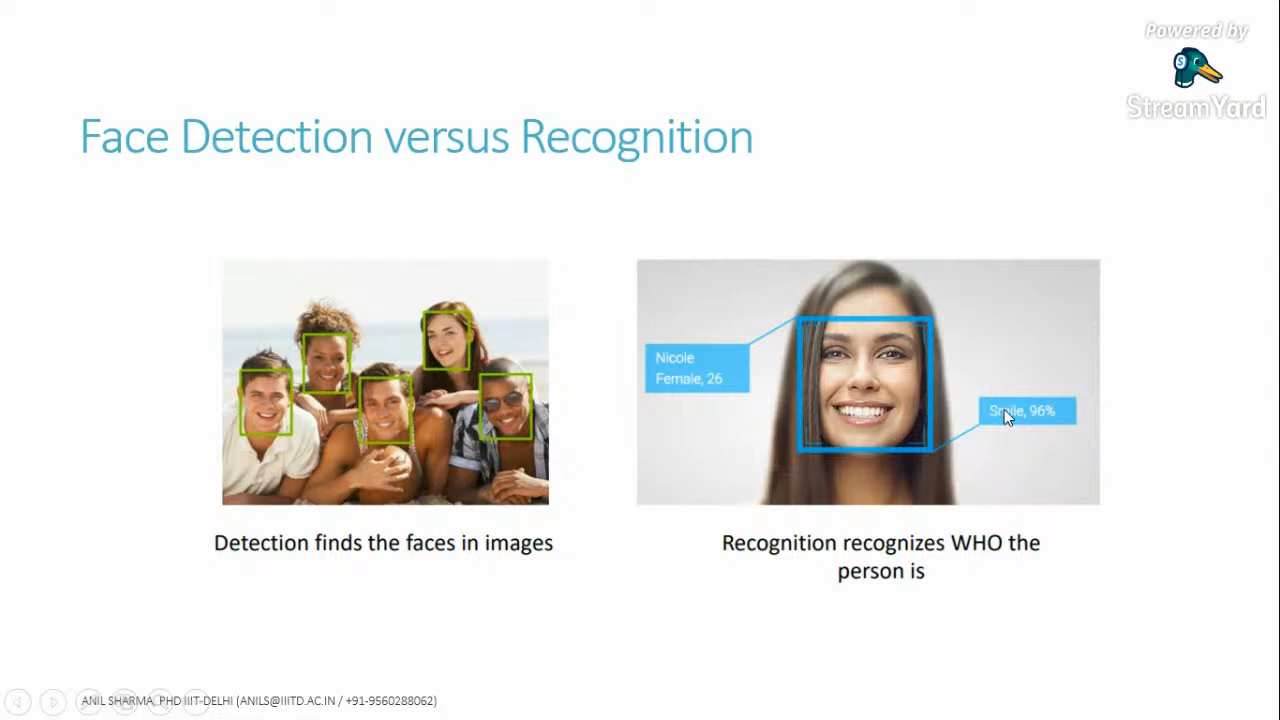 Powered by
StreamYard
Face Detection versus Recognition
Nicole
Female, 26
Smile, 96%
Detection finds the faces in images
Recognition recognizes WHO the
person is
ANIL SHARMA, PHD IIIT-DELHI (ANILS@IIITD.AC.IN / +91-9560288062)